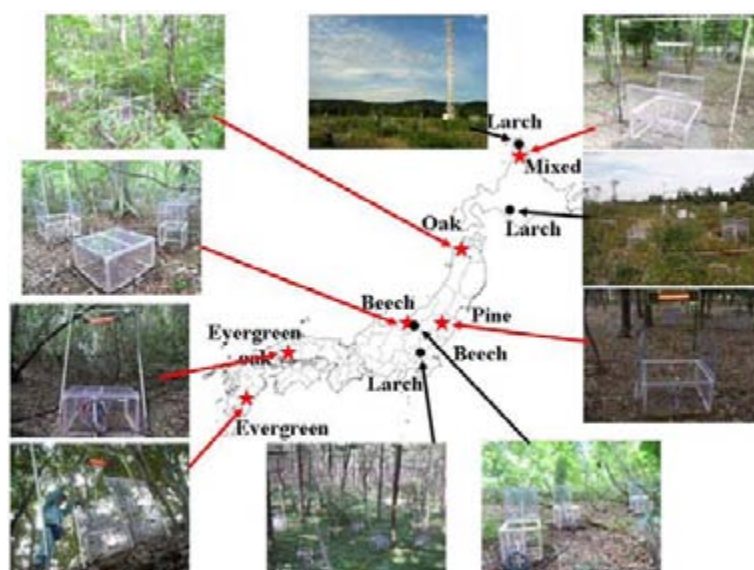 Larch
Mixed
Larch
Oak
Beech
Pine
Evergreen
oak
Beech
Larch
Evergreen